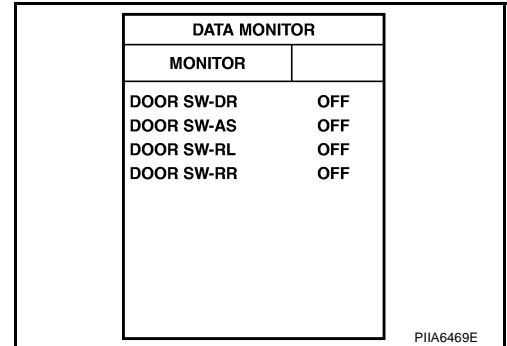 DATA MONITOR
MONITOR
DOOR SW-DR OFF
DOOR SW-AS OFF
DOOR SW-RL OFF
DOOR SW-RR OFF
PIIA6469E